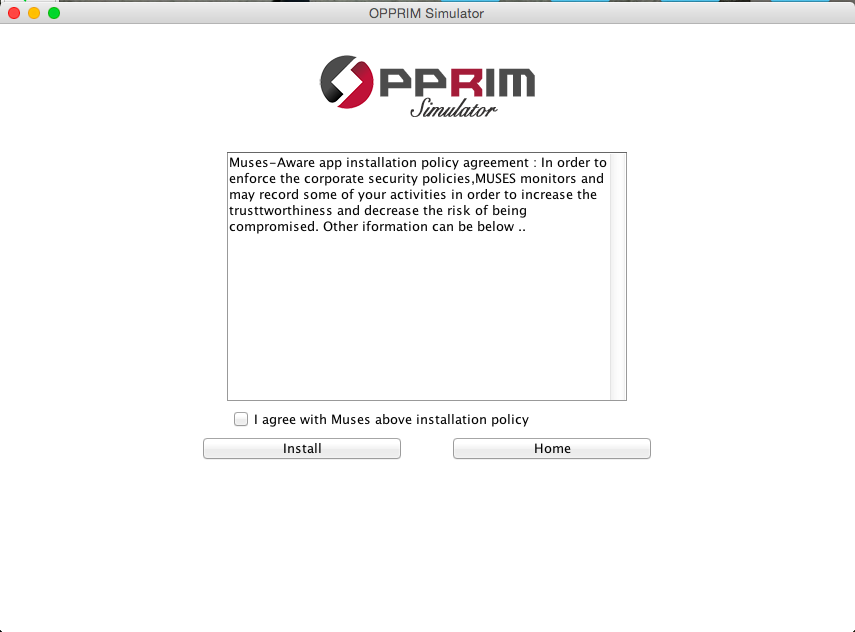 OPPRIM Simulator
OPPRIM
Simulator
Muses-Aware app installation policy agreement : In order to
enforce the corporate security policies,MUSES monitors and
may record some of your activities in order to increase the
trusttworthiness and decrease the risk of being
compromised. Other iformation can be below ..
I agree with Muses above installation policy
Install
Home